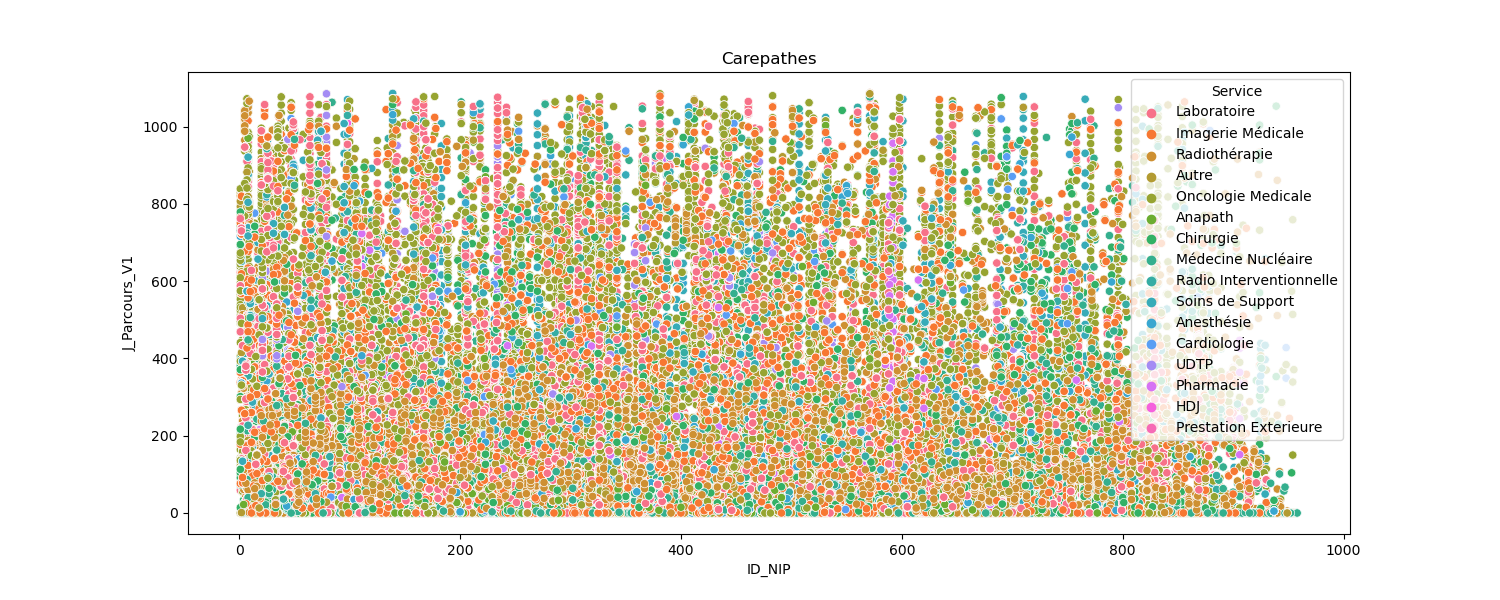 Carepathes
Service
Laboratoire
Imagerie Médicale
Radiothérapie
Autre
Oncologie Medicale
Anapath
Chirurgie
Médecine Nucléaire
Radio Interventionnelle
Soins de Support
Anesthésie
Cardiologie
UDTP
Pharmacie
HDJ
Prestation Exterieure
J_Parcours_V1
1000
800
600
400
200
0
0 200 400 600 800 1000
ID_NIP